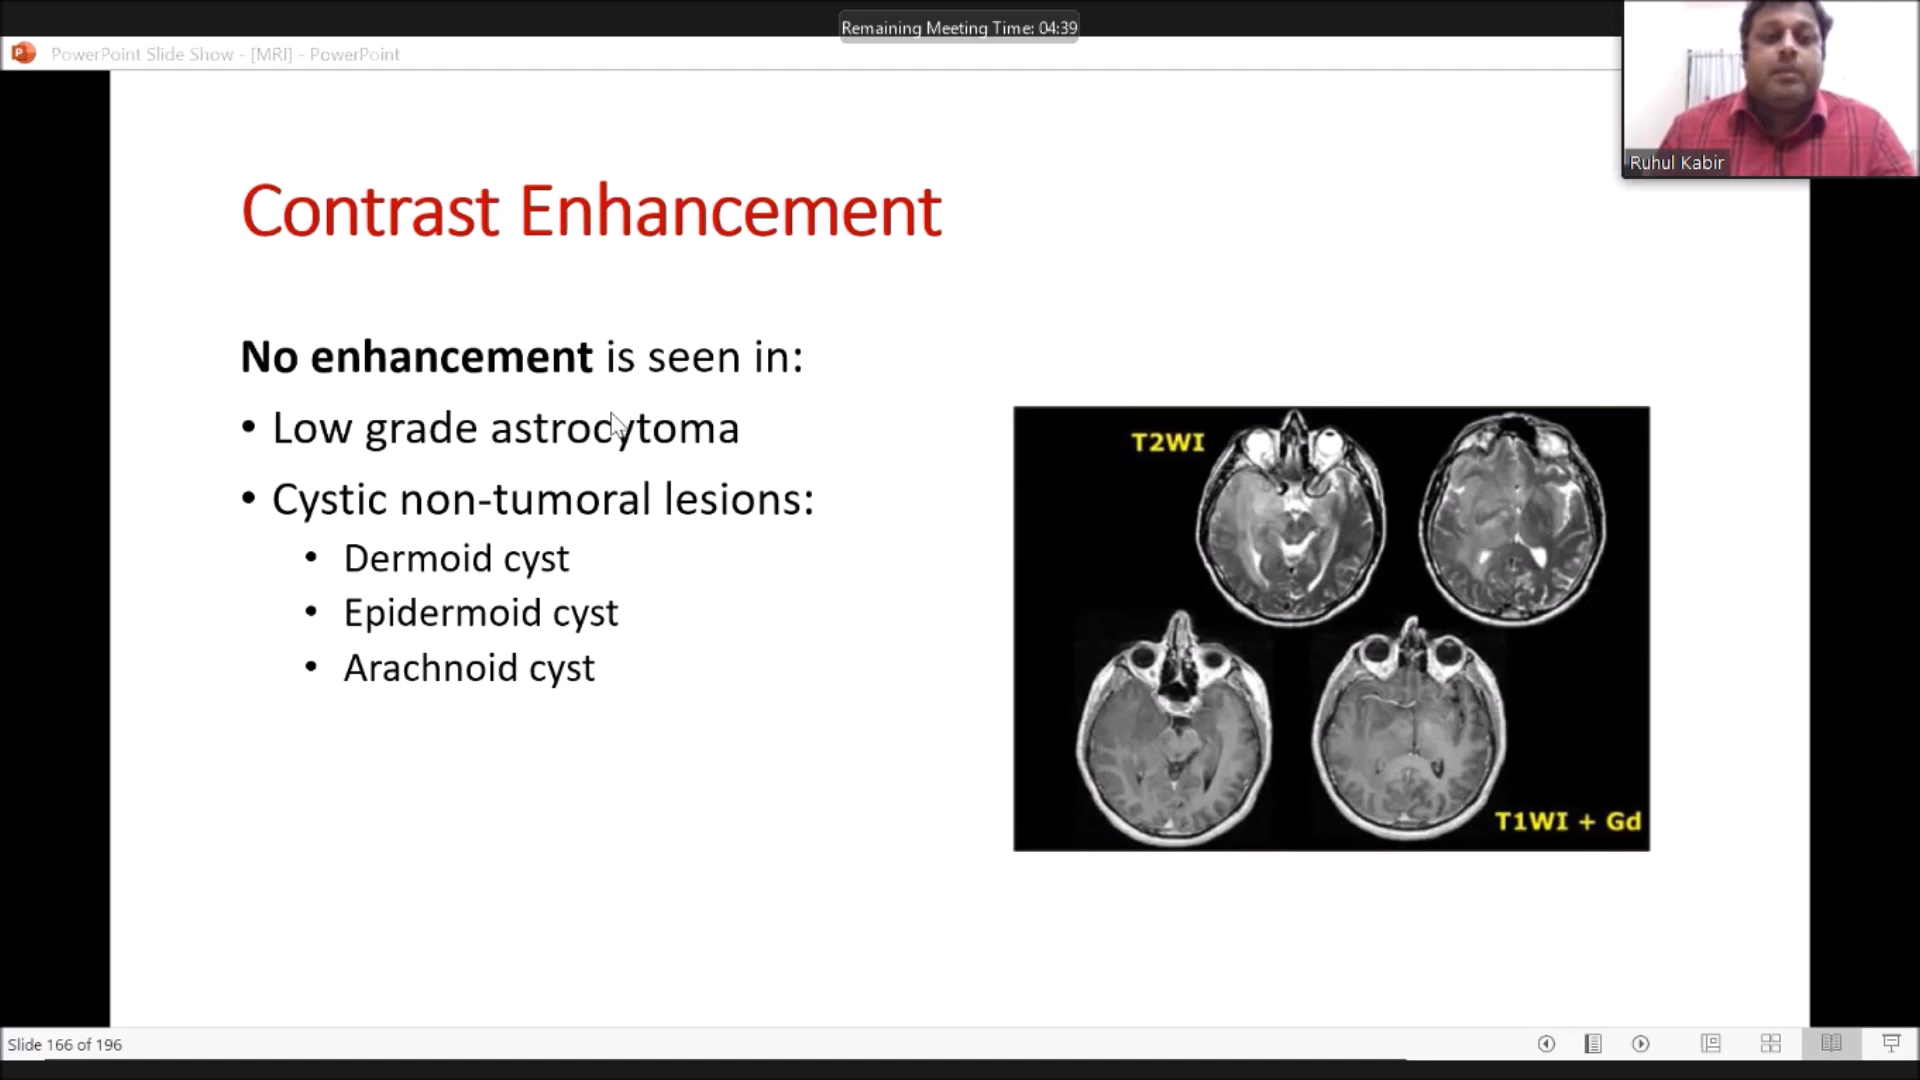 Remaining Meeting Time: 04:39
PowerPoint Slide Show - [MRI] - PowerPoint
Ruhul Kabir
Contrast Enhancement
No enhancement is seen in:
• Low grade astrocytoma
• Cystic non-tumoral lesions:
• Dermoid cyst
• Epidermoid cyst
• Arachnoid cyst
T2WI
T1WI + Gd
Slide 166 of 196